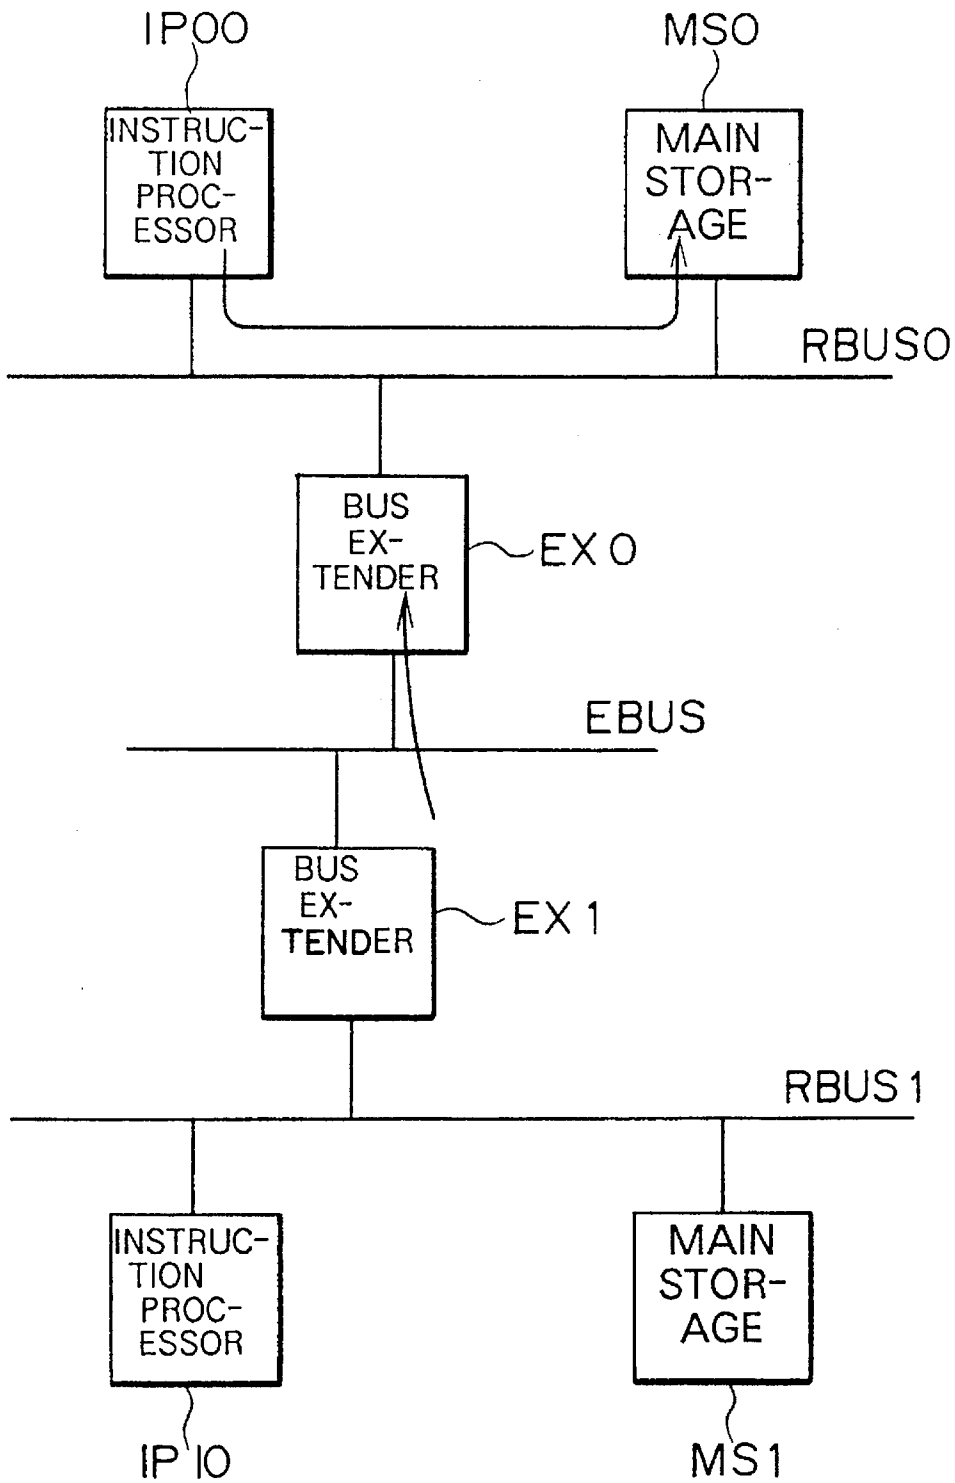 IP00
MS0
INSTRUC-
TION
PROC-
ESSOR
MAIN
STOR-
AGE
RBUS0
BUS
EX-
TENDER
EX0
EBUS
BUS
EX-
TENDER
EX1
RBUS1
INSTRUC-
TION
PROC-
ESSOR
MAIN
STOR-
AGE
IP10
MS1